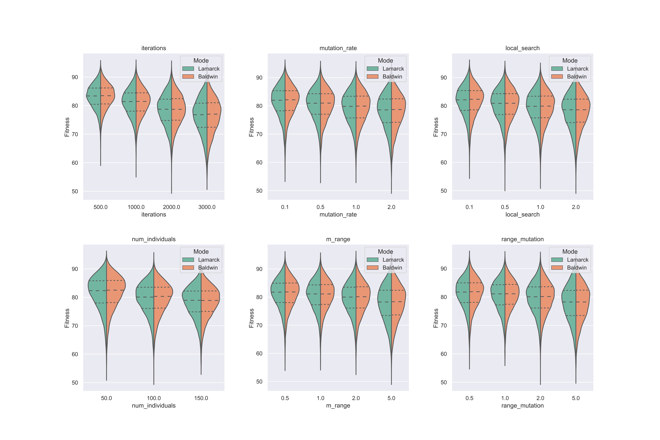 iterations
Mode
Lamarck
Baldwin
Fitness
90
80
70
60
50
500.0 1000.0 2000.0 3000.0
iterations
mutation_rate
Mode
Lamarck
Baldwin
Fitness
90
80
70
60
50
0.1 0.5 1.0 2.0
mutation_rate
local_search
Mode
Lamarck
Baldwin
Fitness
90
80
70
60
50
0.1 0.5 1.0 2.0
local_search
num_individuals
Mode
Lamarck
Baldwin
Fitness
90
80
70
60
50
50.0 100.0 150.0
num_individuals
m_range
Mode
Lamarck
Baldwin
Fitness
90
80
70
60
50
0.5 1.0 2.0 5.0
m_range
range_mutation
Mode
Lamarck
Baldwin
Fitness
90
80
70
60
50
0.5 1.0 2.0 5.0
range_mutation